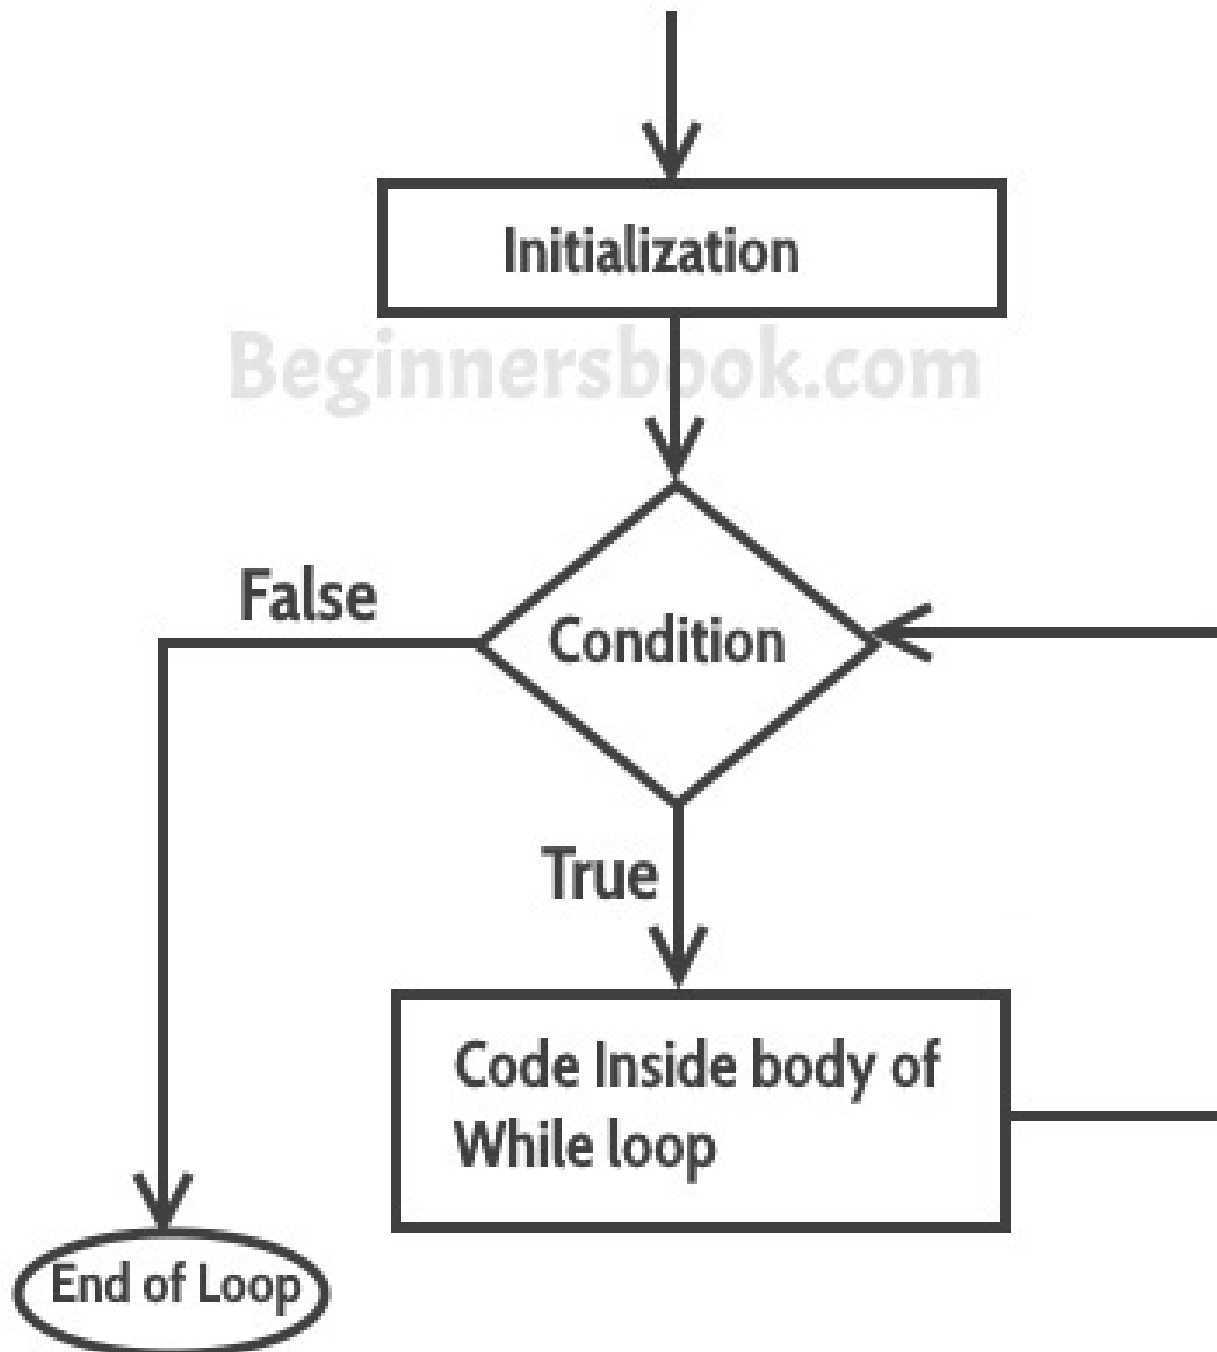 Initialization
Beginnersbook.com
False
Condition
True
Code Inside body of
While loop
End of Loop